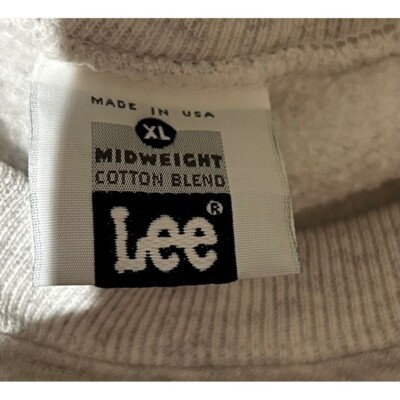 MADE IN USA
XL
MIDWEIGHT
COTTON BLEND
Lee®